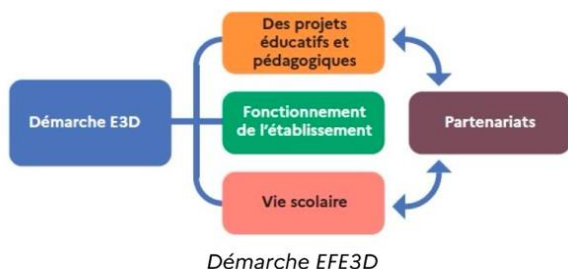 Des projets
éducatifs et
pédagogiques
Démarche E3D
Fonctionnement
de l'établissement
Partenariats
Vie scolaire
Démarche EFE3D